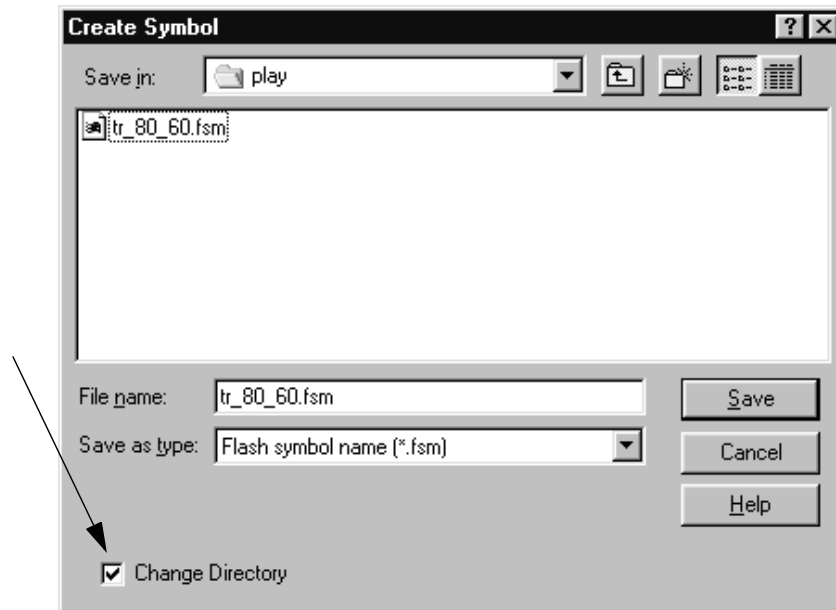 Create Symbol
Save in: play
tr_80_60.fsm
File name: tr_80_60.fsm
Save
Save as type: Flash symbol name (*.fsm)
Cancel
Help
Change Directory